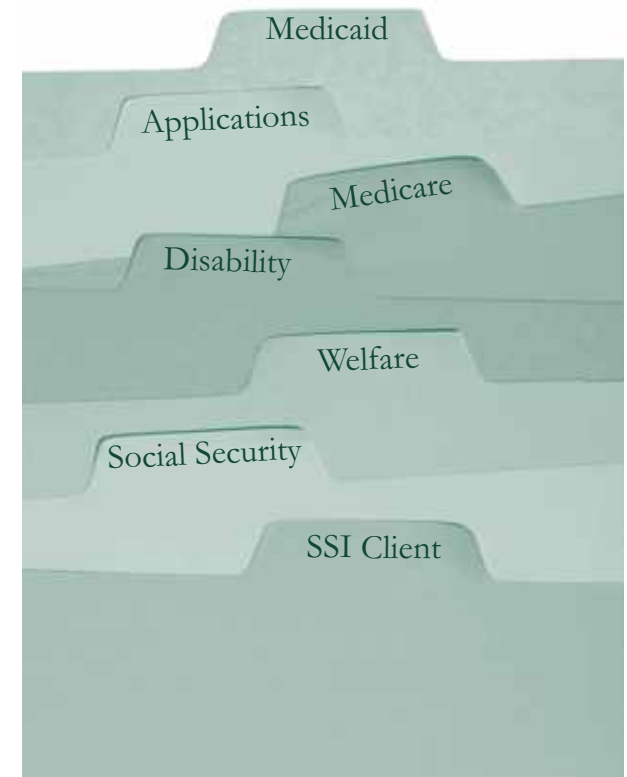 Medicaid
Applications
Medicare
Disability
Welfare
Social Security
SSI Client